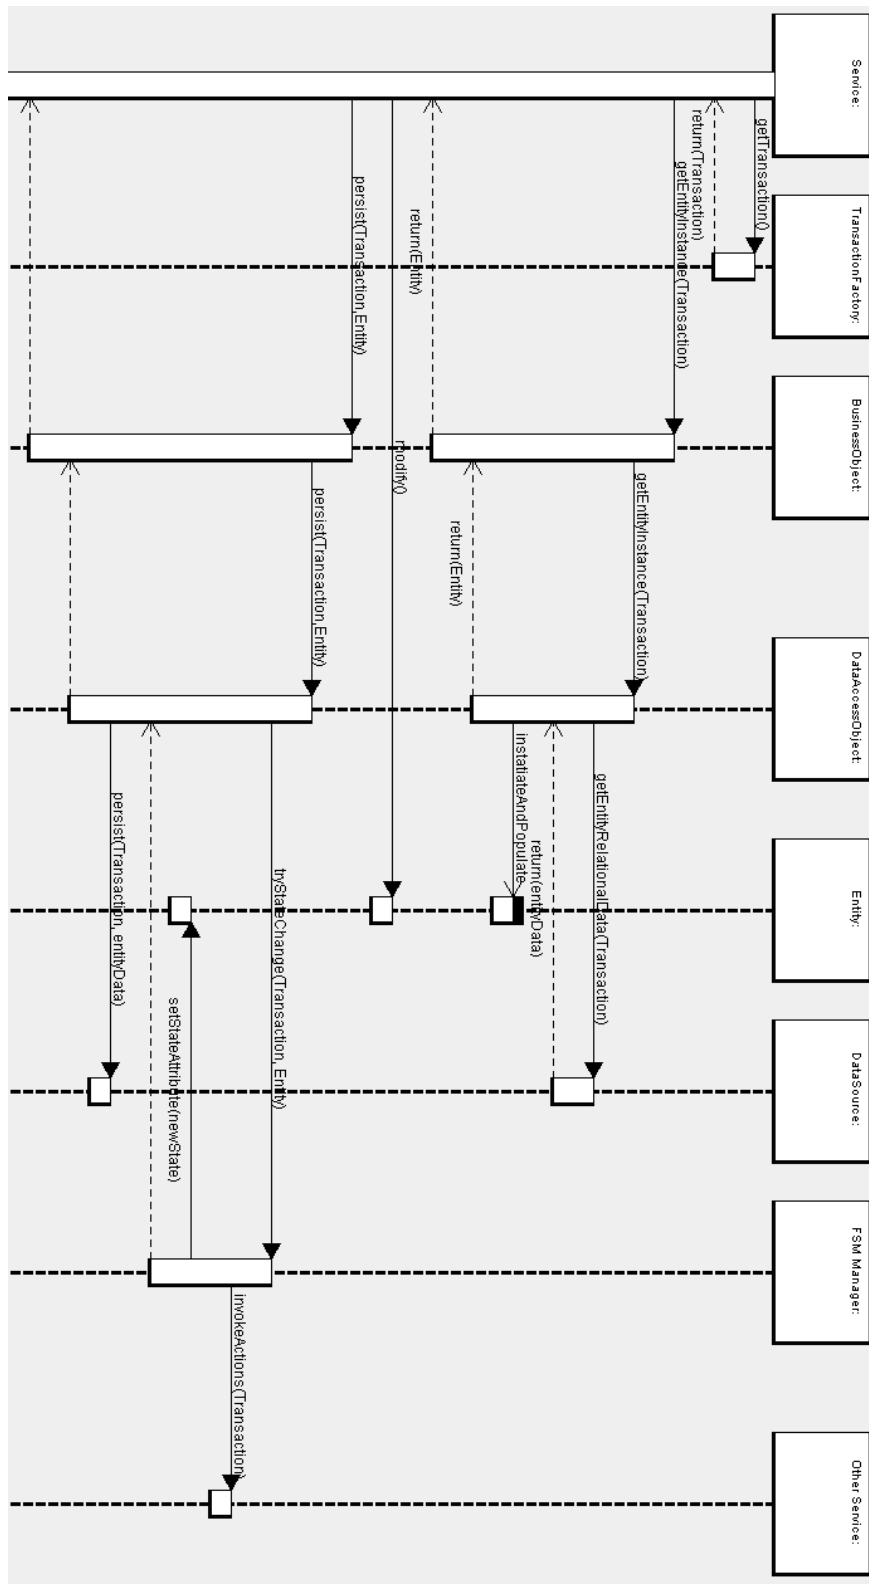 Service:
TransactionFactory:
BusinessObject:
DataAccessObject:
Entity:
DataSource:
FSM Manager:
Other Service:
getTransaction()
return(Transaction)
getEntityInstance(Transaction)
getEntityInstance(Transaction)
getEntityRelationalData(Transaction)
return(entityData)
instatiateAndPopulate
return(Entity)
return(Entity)
modify()
persist(Transaction,Entity)
persist(Transaction,Entity)
tryStateChange(Transaction, Entity)
invokeActions(Transaction)
setStateAttribute(newState)
persist(Transaction, entityData)